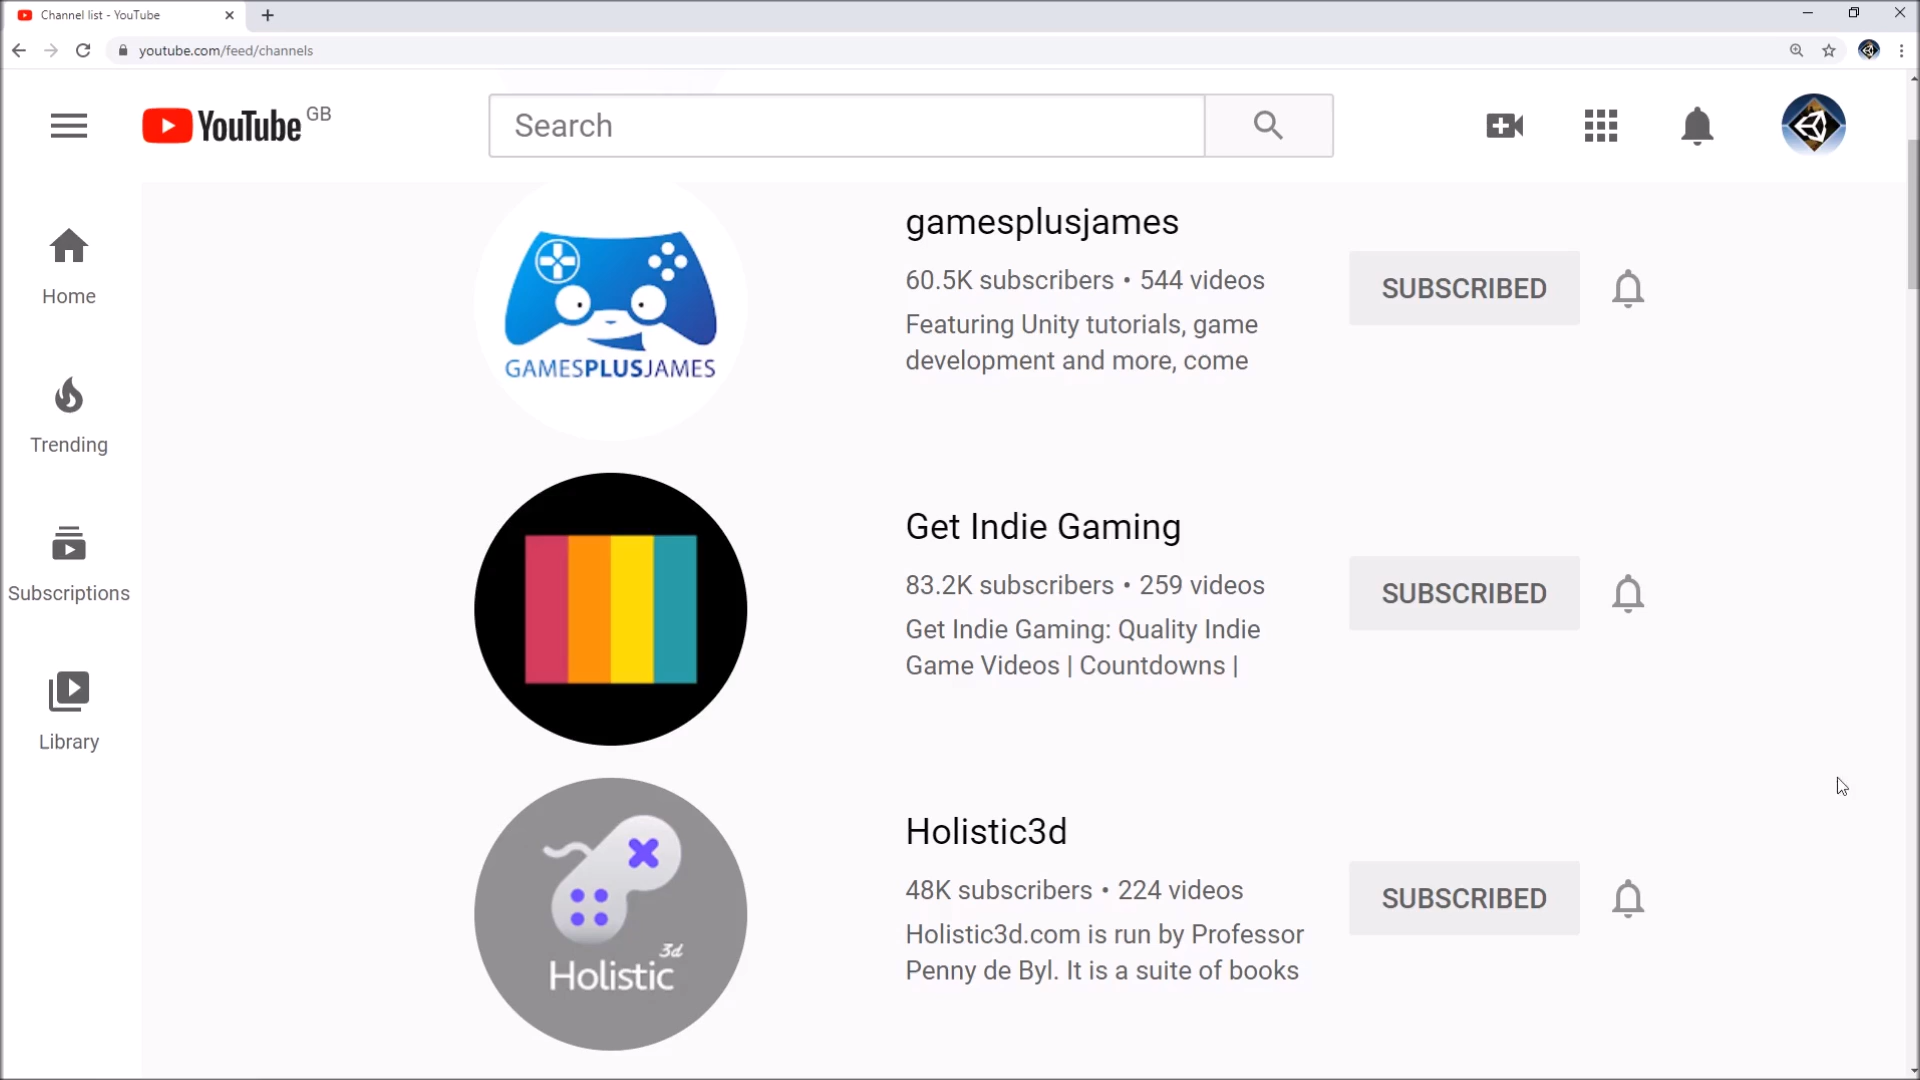 Channel list - YouTube
youtube.com/feed/channels
YouTube GB
Search
Home
Trending
Subscriptions
Library
GAMESPLUSJAMES
gamesplusjames
60.5K subscribers • 544 videos
Featuring Unity tutorials, game
development and more, come
SUBSCRIBED
Get Indie Gaming
83.2K subscribers • 259 videos
Get Indie Gaming: Quality Indie
Game Videos | Countdowns |
SUBSCRIBED
3d
Holistic
Holistic3d
48K subscribers • 224 videos
Holistic3d.com is run by Professor
Penny de Byl. It is a suite of books
SUBSCRIBED